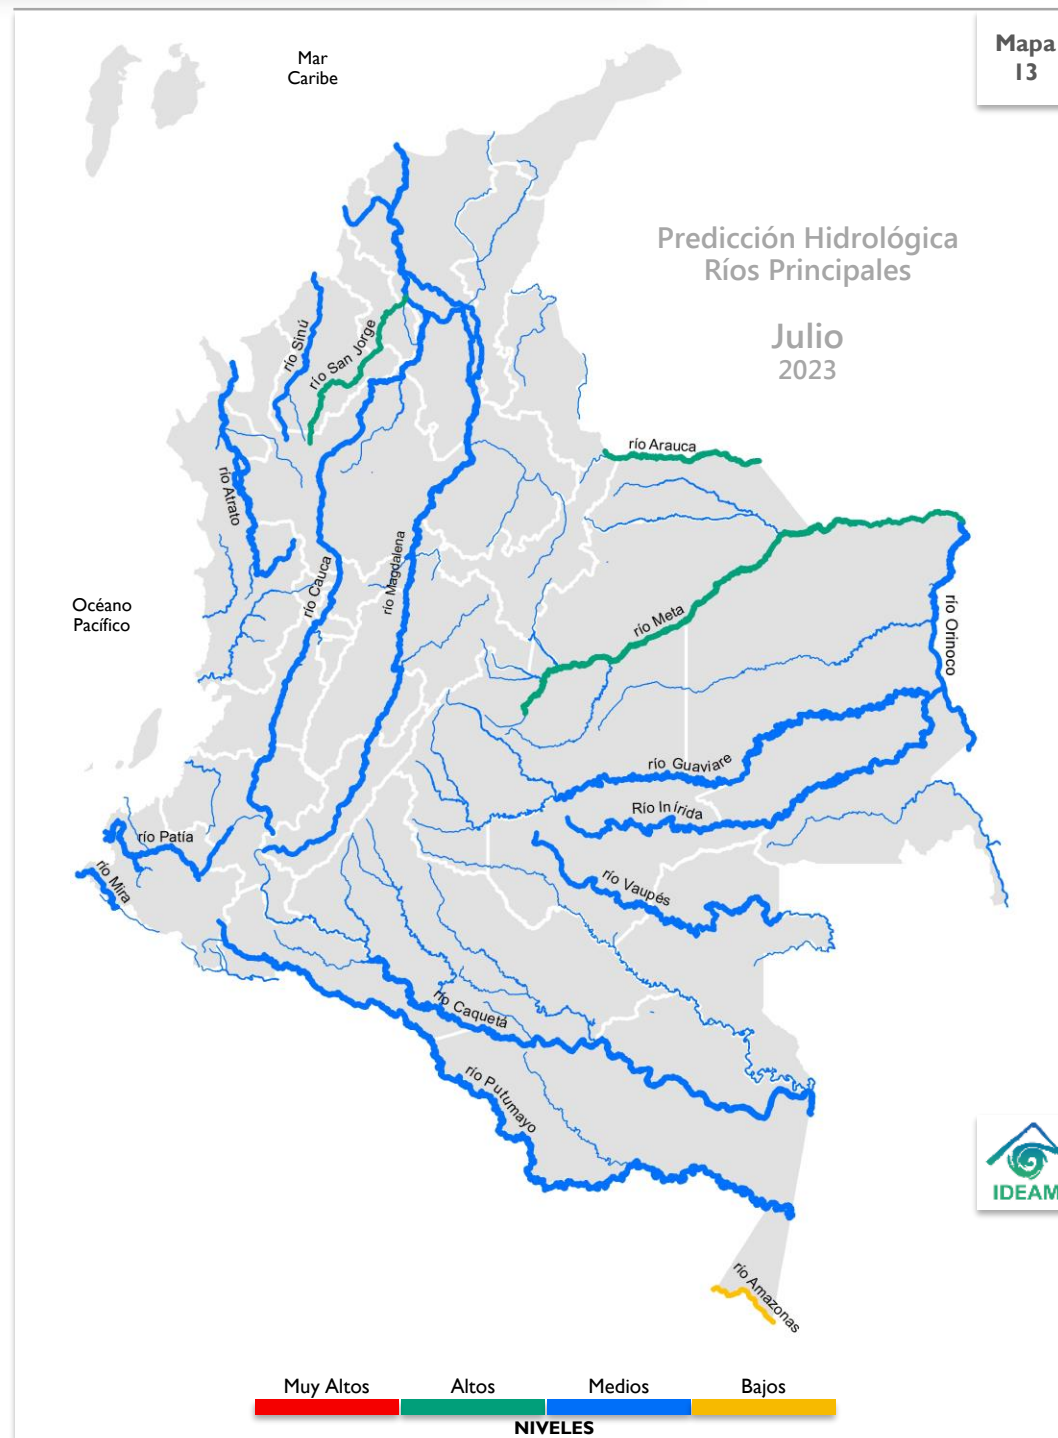 Mapa
13
Mar
Caribe
Predicción Hidrológica
Ríos Principales
Julio
2023
río Sinú
río San Jorge
río Arauca
río Atrato
río Cauca
río Magdalena
Océano
Pacífico
río Meta
río Orinoco
río Guaviare
Río Inírida
río Patía
río Mira
río Vaupés
río Caquetá
río Putumayo
IDEAM
río Amazonas
Muy Altos
Altos
Medios
Bajos
NIVELES